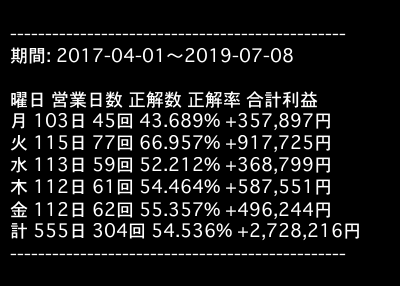 ------------------------------------------------
期間: 2017-04-01〜2019-07-08
曜日 営業日数 正解数 正解率 合計利益
月 103日 45回 43.689% +357,897円
火 115日 77回 66.957% +917,725円
水 113日 59回 52.212% +368,799円
木 112日 61回 54.464% +587,551円
金 112日 62回 55.357% +496,244円
計 555日 304回 54.536% +2,728,216円
------------------------------------------------